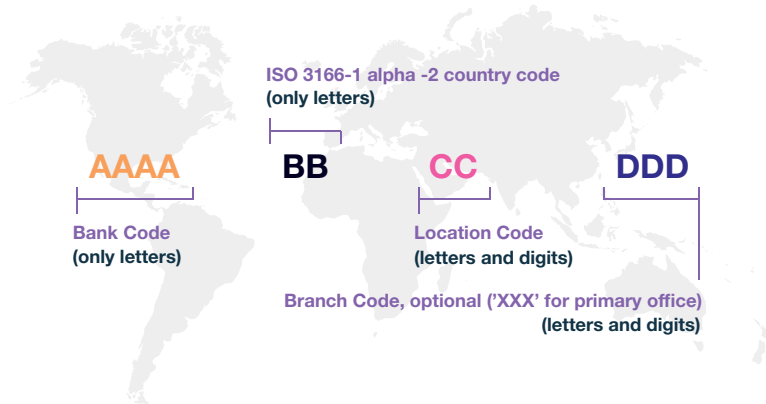 ISO 3166-1 alpha -2 country code
(only letters)
AAAA BB CC DDD
Bank Code
(only letters)
Location Code
(letters and digits)
Branch Code, optional (’XXX’ for primary office)
(letters and digits)